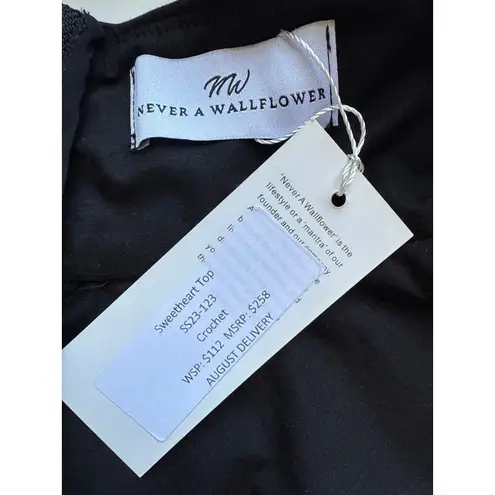 NW
NEVER A WALLFLOWER
'Never A Wallflower' is the
lifestyle or a 'mantra' of our
founder and our company
Sweetheart Top
SS23-123
Crochet
WSP: $112 MSRP: $258
AUGUST DELIVERY